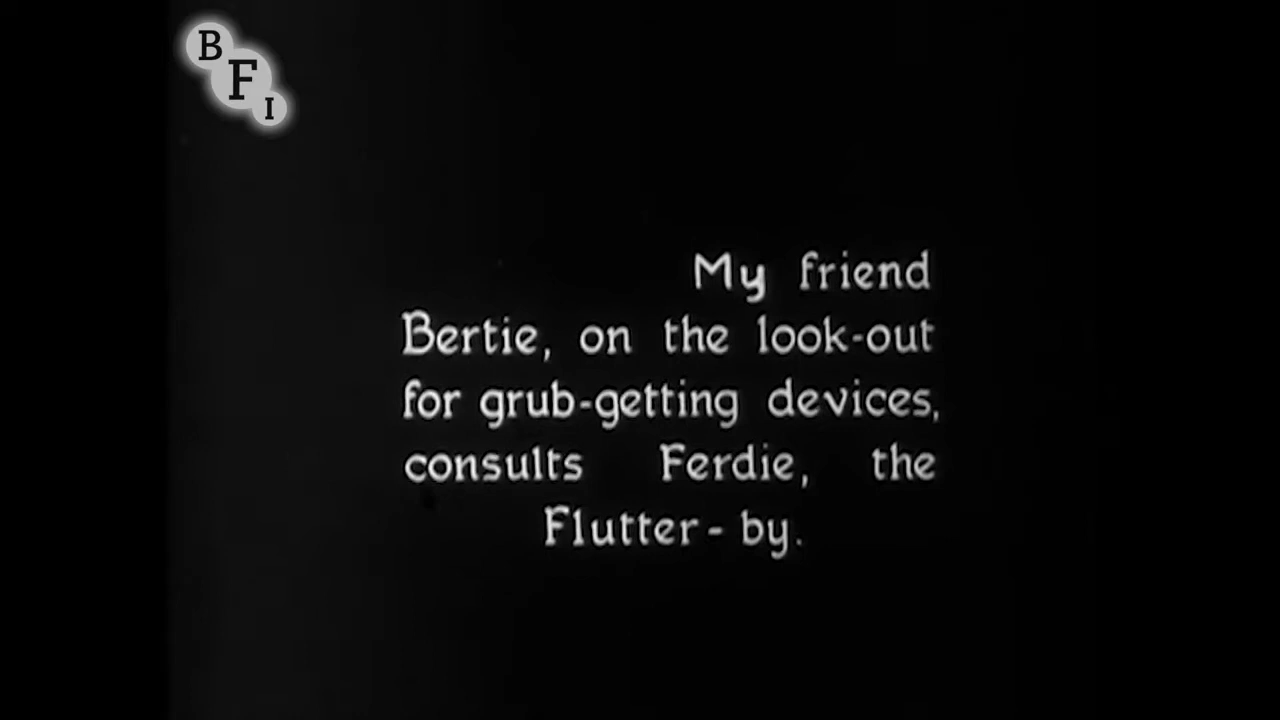 BFI
My friend
Bertie, on the look-out
for grub-getting devices,
consults Ferdie, the
Flutter-by.